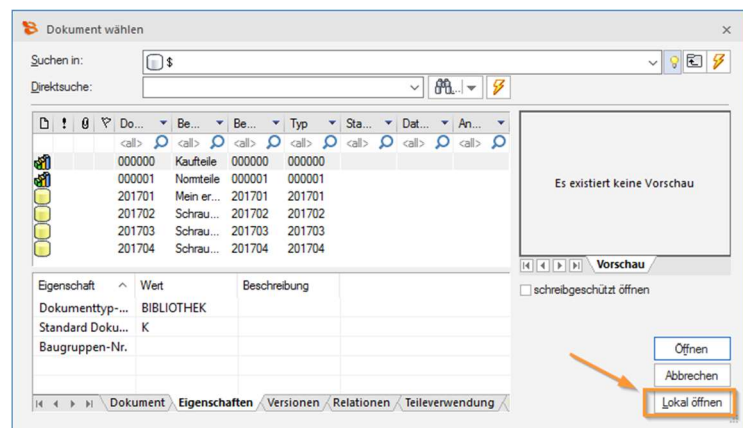 Dokument wählen
Suchen in:
$
Direktsuche:
Do... Be... Be... Typ Sta... Dat... An...
<all> <all> <all> <all> <all> <all> <all>
000000 Kaufteile 000000 000000
000001 Normteile 000001 000001
201701 Mein er... 201701 201701
201702 Schrau... 201702 201702
201703 Schrau... 201703 201703
201704 Schrau... 201704 201704
Es existiert keine Vorschau
Vorschau
schreibgeschützt öffnen
Eigenschaft Wert Beschreibung
Dokumenttyp-... BIBLIOTHEK
Standard Doku... K
Baugruppen-Nr.
Öffnen
Abbrechen
Lokal öffnen
Dokument Eigenschaften Versionen Relationen Teileverwendung